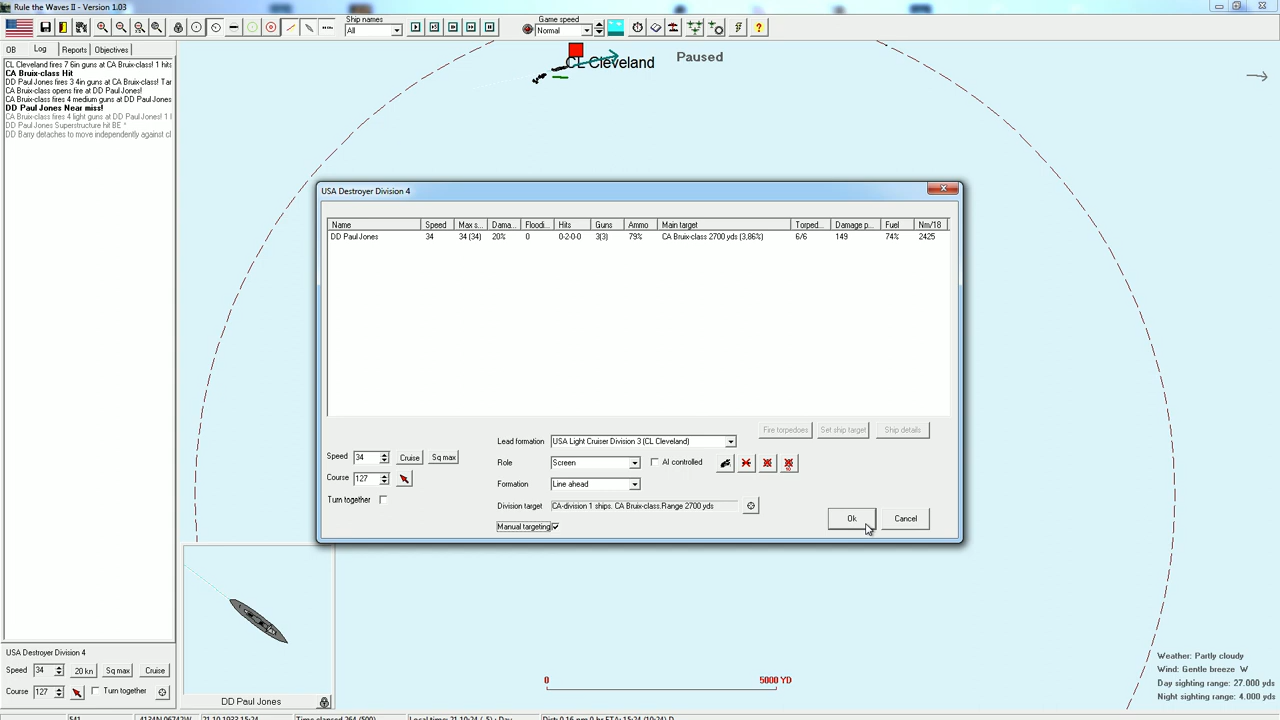 Rule the Waves II - Version 1.03
Ship names
All
Game speed
Normal
OB Log Reports Objectives
CL Cleveland fires 7 6in guns at CA Bruix-class! 1 hits
CA Bruix-class Hit
DD Paul Jones fires 3 4in guns at CA Bruix-class! Tar
CA Bruix-class opens fire at DD Paul Jones!
CA Bruix-class fires 4 medium guns at DD Paul Jones
DD Paul Jones Near miss!
CA Bruix-class fires 4 light guns at DD Paul Jones! 1 l
DD Paul Jones Superstructure hit BE *
DD Barry detaches to move independently against cl
CL Cleveland
Paused
USA Destroyer Division 4
Name Speed Max s... Dama... Floodi... Hits Guns Ammo Main target Torped... Damage p... Fuel Nm/18
DD Paul Jones 34 34 (34) 20% 0 0-2-0-0 3(3) 79% CA Bruix-class 2700 yds (3,86%) 6/6 149 74% 2425
Fire torpedoes Set ship target Ship details
Lead formation USA Light Cruiser Division 3 (CL Cleveland)
Speed 34 Cruise Sq max
Role Screen AI controlled
Course 127
Formation Line ahead
Turn together
Division target CA-division 1 ships. CA Bruix-class.Range 2700 yds
Manual targeting
Ok Cancel
USA Destroyer Division 4
Speed 34 20 kn Sq max Cruise
Course 127 Turn together
DD Paul Jones
0 5000 YD
Weather: Partly cloudy
Wind: Gentle breeze W
Day sighting range: 27.000 yds
Night sighting range: 4.000 yds